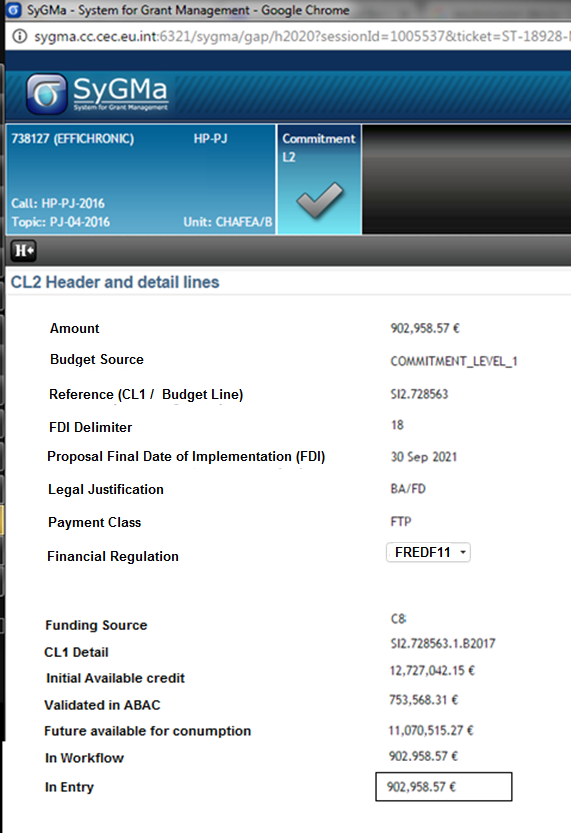 SyGMa - System for Grant Management - Google Chrome
sygma.cc.cec.eu.int:6321/sygma/gap/h2020?sessionId=1005537&ticket=ST-18928-
SyGMa
System for Grant Management
738127 (EFFICHRONIC) HP-PJ
Commitment
L2
Call: HP-PJ-2016
Topic: PJ-04-2016 Unit: CHAFEA/B
H+
CL2 Header and detail lines
Amount 902,958.57 €
Budget Source COMMITMENT_LEVEL_1
Reference (CL1 / Budget Line) SI2.728563
FDI Delimiter 18
Proposal Final Date of Implementation (FDI) 30 Sep 2021
Legal Justification BA/FD
Payment Class FTP
Financial Regulation FREDF11
Funding Source C8
CL1 Detail SI2.728563.1.B2017
Initial Available credit 12,727,042.15 €
Validated in ABAC 753,568.31 €
Future available for conumption 11,070,515.27 €
In Workflow 902.958.57 €
In Entry 902,958.57 €